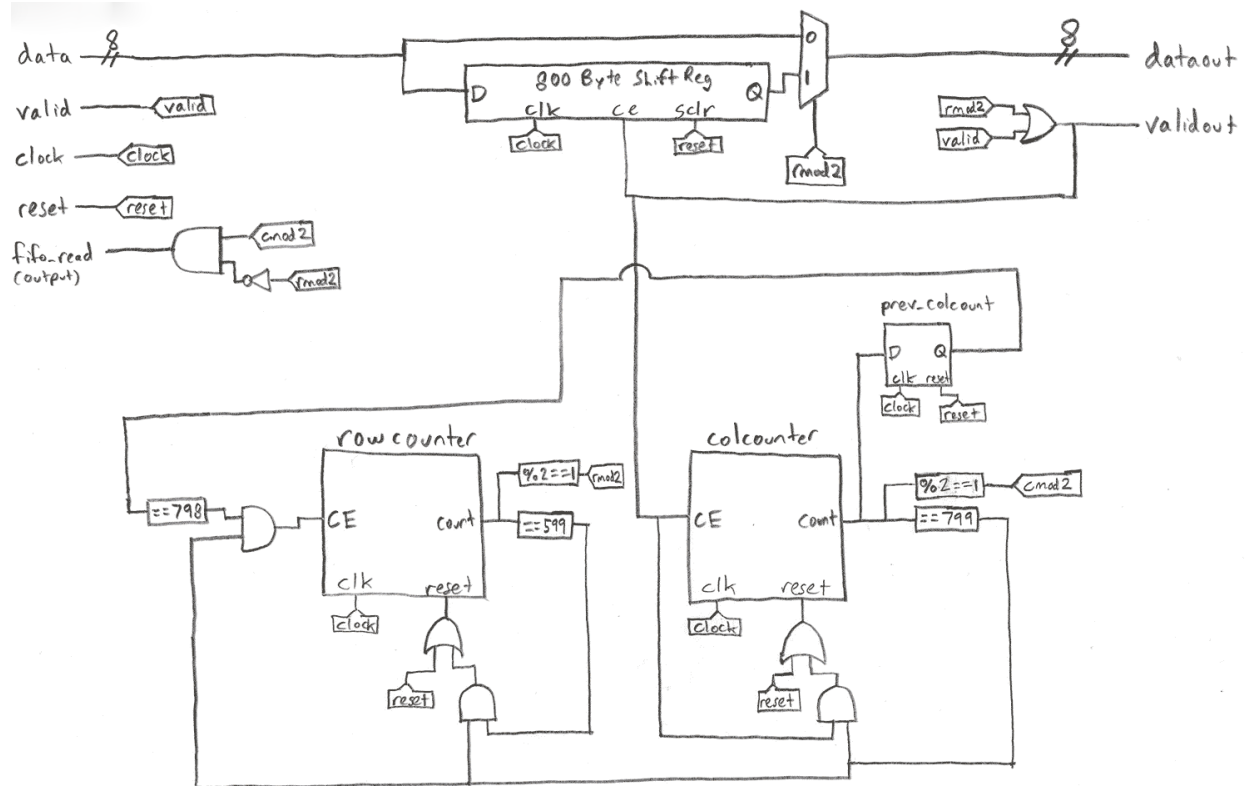 8
data
800 Byte Shift Reg
D
Q
clk
ce
sclr
clock
reset
0
1
rmod2
8
dataout
valid
valid
rmod2
valid
validout
clock
clock
reset
reset
fifo_read
(output)
cmod2
rmod2
prev_colcount
D
Q
clk
reset
clock
reset
rowcounter
CE
count
clk
reset
clock
reset
==798
%2==1
rmod2
==599
colcounter
CE
count
clk
reset
clock
reset
%2==1
cmod2
==799